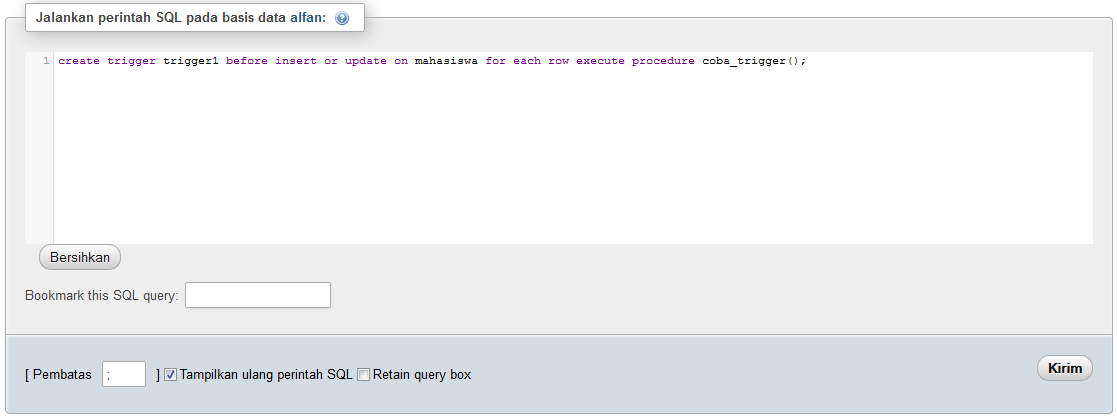 Jalankan perintah SQL pada basis data alfan:
1 create trigger trigger1 before insert or update on mahasiswa for each row execute procedure coba_trigger();
Bersihkan
Bookmark this SQL query:
[ Pembatas ; ] Tampilkan ulang perintah SQL Retain query box
Kirim